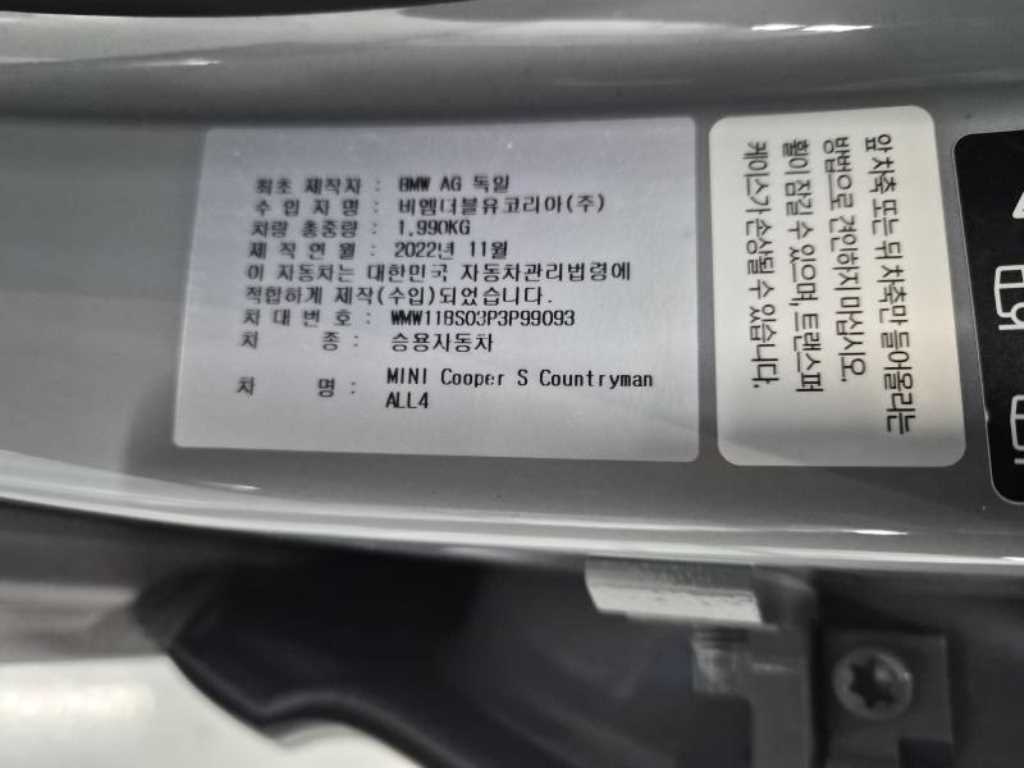 최초 제작자 : BMW AG 독일
수 입 자 명 : 비엠더블유코리아(주)
차량 총중량 : 1,990KG
제 작 연 월 : 2022년 11월
이 자동차는 대한민국 자동차관리법령에
적합하게 제작(수입)되었습니다.
차 대 번 호 : WMW11BS03P3P99093
차 종 : 승용자동차
차 명 : MINI Cooper S Countryman
ALL4
앞 차축 또는 뒤 차축만 들어올리는
방법으로 견인하지 마십시오.
휠이 잠길 수 있으며, 트랜스퍼
케이스가 손상될 수 있습니다.